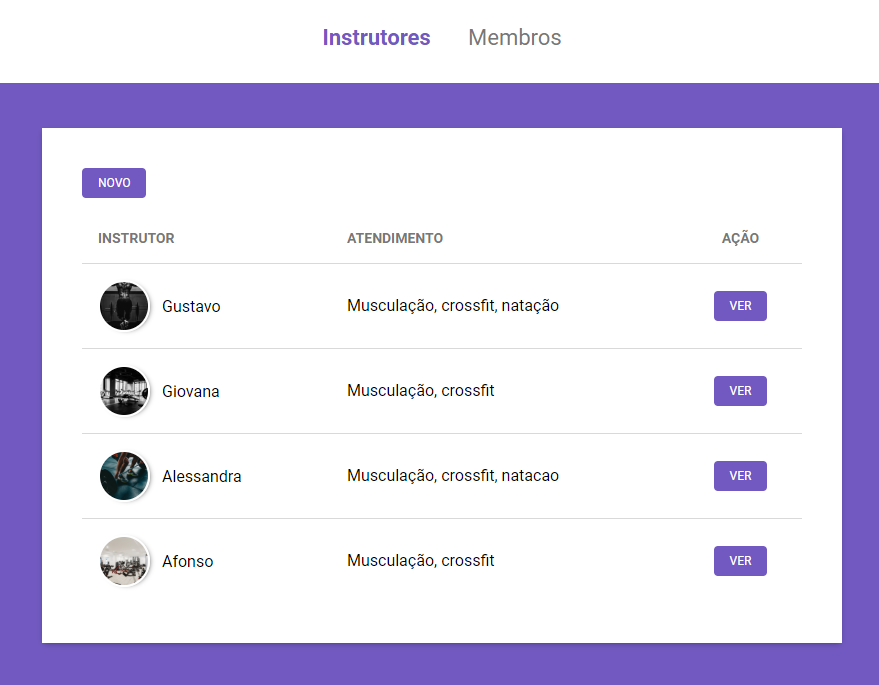 Instrutores Membros
NOVO
INSTRUTOR ATENDIMENTO AÇÃO
Gustavo Musculação, crossfit, natação VER
Giovana Musculação, crossfit VER
Alessandra Musculação, crossfit, natacao VER
Afonso Musculação, crossfit VER